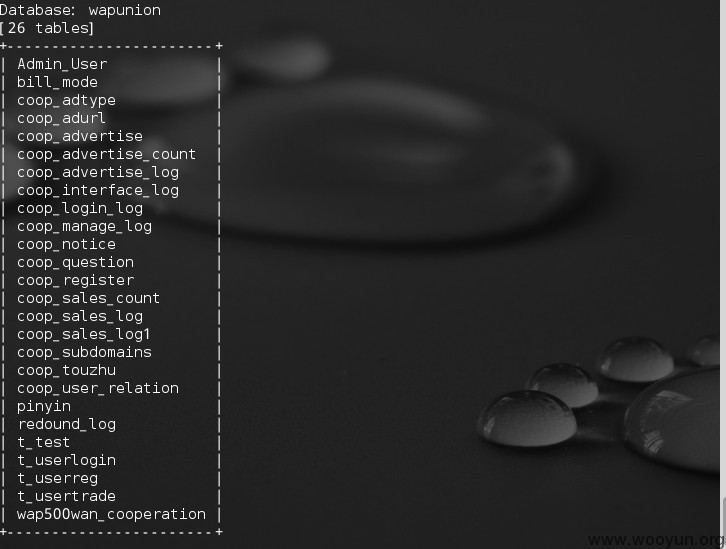 Database: wapunion
[26 tables]
+-----------------------+
| Admin_User |
| bill_mode |
| coop_adtype |
| coop_adurl |
| coop_advertise |
| coop_advertise_count |
| coop_advertise_log |
| coop_interface_log |
| coop_login_log |
| coop_manage_log |
| coop_notice |
| coop_question |
| coop_register |
| coop_sales_count |
| coop_sales_log |
| coop_sales_log1 |
| coop_subdomains |
| coop_touzhu |
| coop_user_relation |
| pinyin |
| redound_log |
| t_test |
| t_userlogin |
| t_userreg |
| t_usertrade |
| wap500wan_cooperation |
+-----------------------+
www.wooyun.org